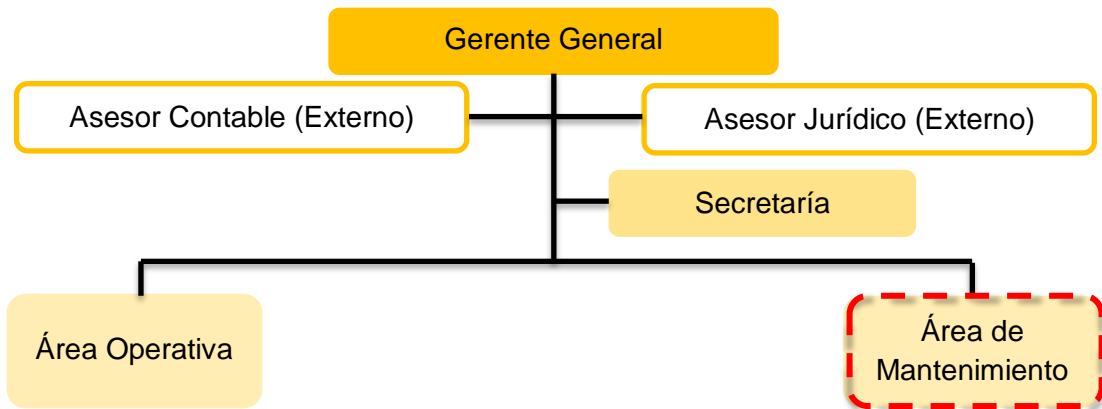 Gerente General
Asesor Contable (Externo)
Asesor Jurídico (Externo)
Secretaría
Área Operativa
Área de
Mantenimiento